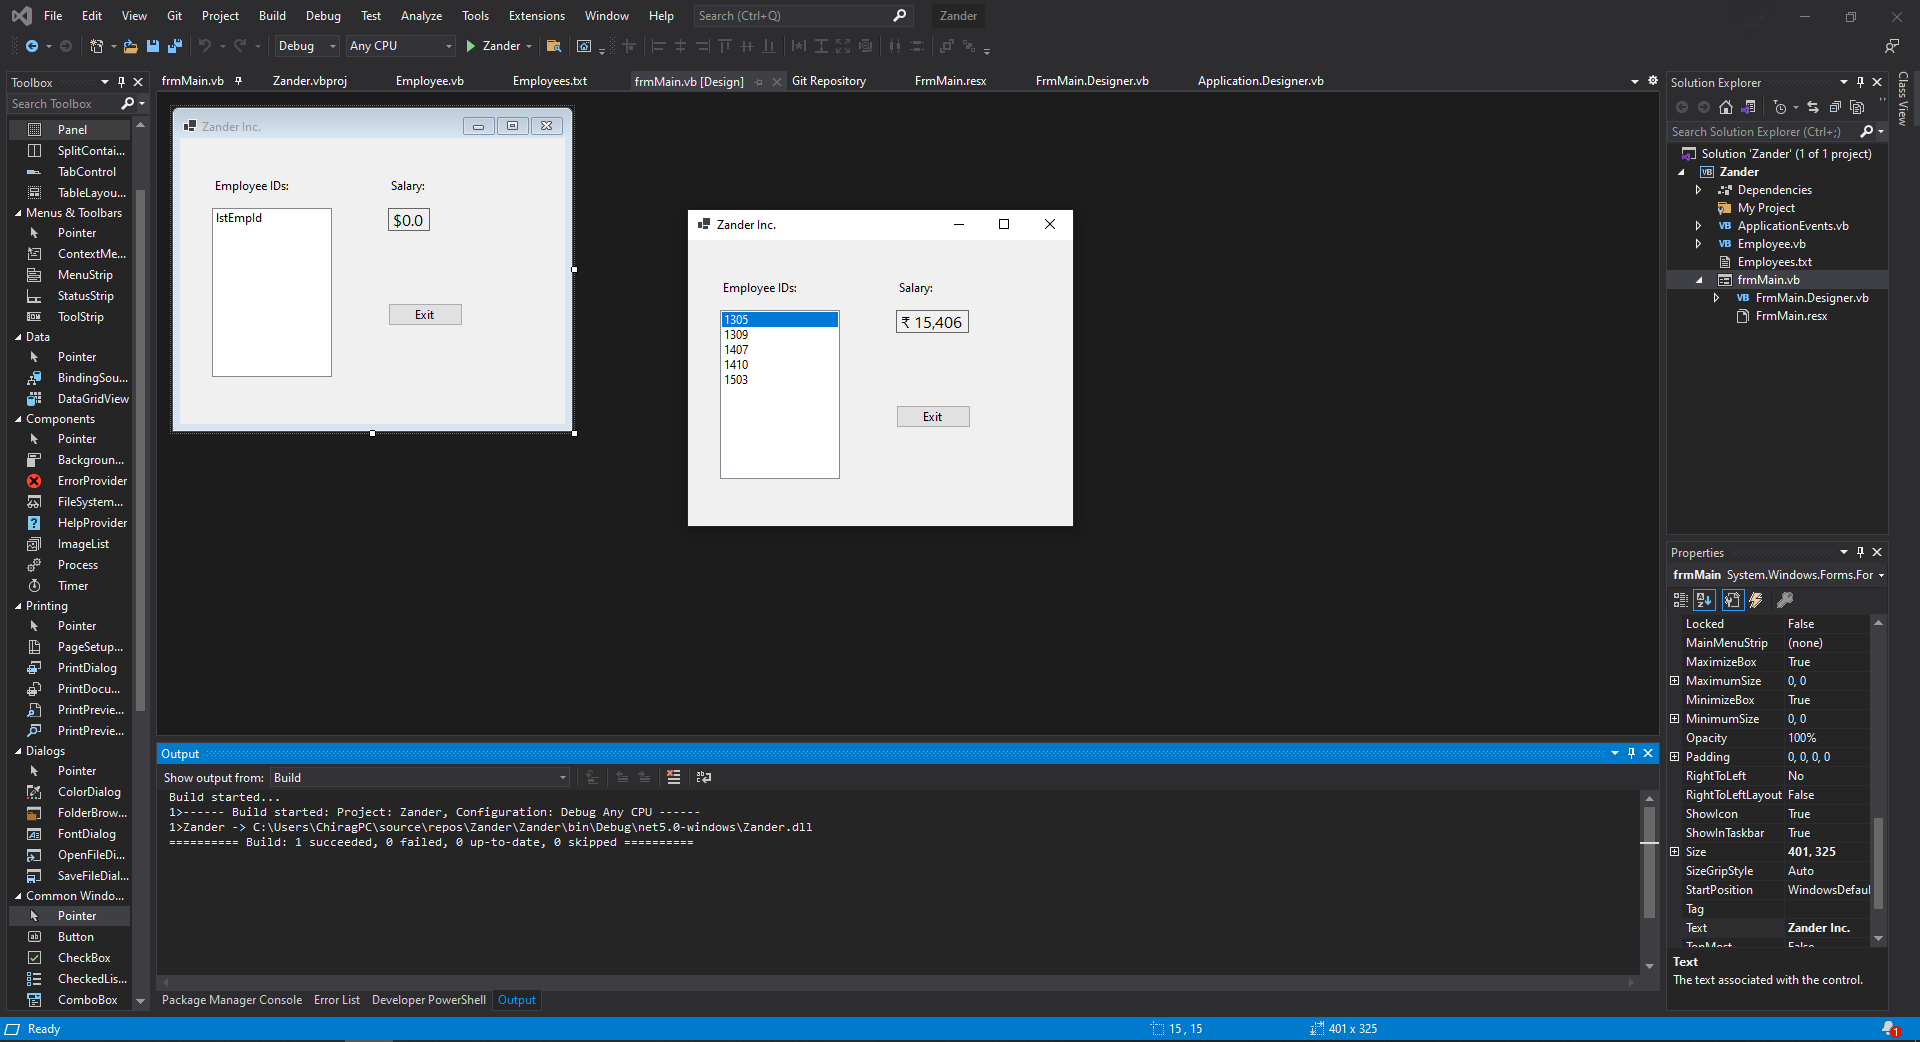 File Edit View Git Project Build Debug Test Analyze Tools Extensions Window Help Search (Ctrl+Q) Zander
Debug Any CPU Zander
Toolbox
Search Toolbox
Panel
SplitContai...
TabControl
TableLayou...
Menus & Toolbars
Pointer
ContextMe...
MenuStrip
StatusStrip
ToolStrip
Data
Pointer
BindingSou...
DataGridView
Components
Pointer
Backgroun...
ErrorProvider
FileSystem...
HelpProvider
ImageList
Process
Timer
Printing
Pointer
PageSetup...
PrintDialog
PrintDocu...
PrintPrevie...
PrintPrevie...
Dialogs
Pointer
ColorDialog
FolderBrow...
FontDialog
OpenFileDi...
SaveFileDial...
Common Windo...
Pointer
Button
CheckBox
CheckedLis...
ComboBox
frmMain.vb Zander.vbproj Employee.vb Employees.txt frmMain.vb [Design] Git Repository FrmMain.resx FrmMain.Designer.vb Application.Designer.vb
Zander Inc.
Employee IDs: Salary:
lstEmpId
$0.0
Exit
Zander Inc.
Employee IDs: Salary:
1305
₹ 15,406
1309
1407
1410
1503
Exit
Output
Show output from: Build
Build started...
1>------ Build started: Project: Zander, Configuration: Debug Any CPU ------
1>Zander -> C:\Users\ChiragPC\source\repos\Zander\Zander\bin\Debug\net5.0-windows\Zander.dll
========== Build: 1 succeeded, 0 failed, 0 up-to-date, 0 skipped ==========
Package Manager Console Error List Developer PowerShell Output
Solution Explorer
Search Solution Explorer (Ctrl+;)
Solution 'Zander' (1 of 1 project)
VB Zander
Dependencies
My Project
VB ApplicationEvents.vb
VB Employee.vb
Employees.txt
frmMain.vb
VB FrmMain.Designer.vb
FrmMain.resx
Class View
Properties
frmMain System.Windows.Forms.For
Locked False
MainMenuStrip (none)
MaximizeBox True
MaximumSize 0, 0
MinimizeBox True
MinimumSize 0, 0
Opacity 100%
Padding 0, 0, 0, 0
RightToLeft No
RightToLeftLayout False
ShowIcon True
ShowInTaskbar True
Size 401, 325
SizeGripStyle Auto
StartPosition WindowsDefaul
Tag
Text Zander Inc.
TopMost False
Text
The text associated with the control.
Ready 15 , 15 401 x 325 1